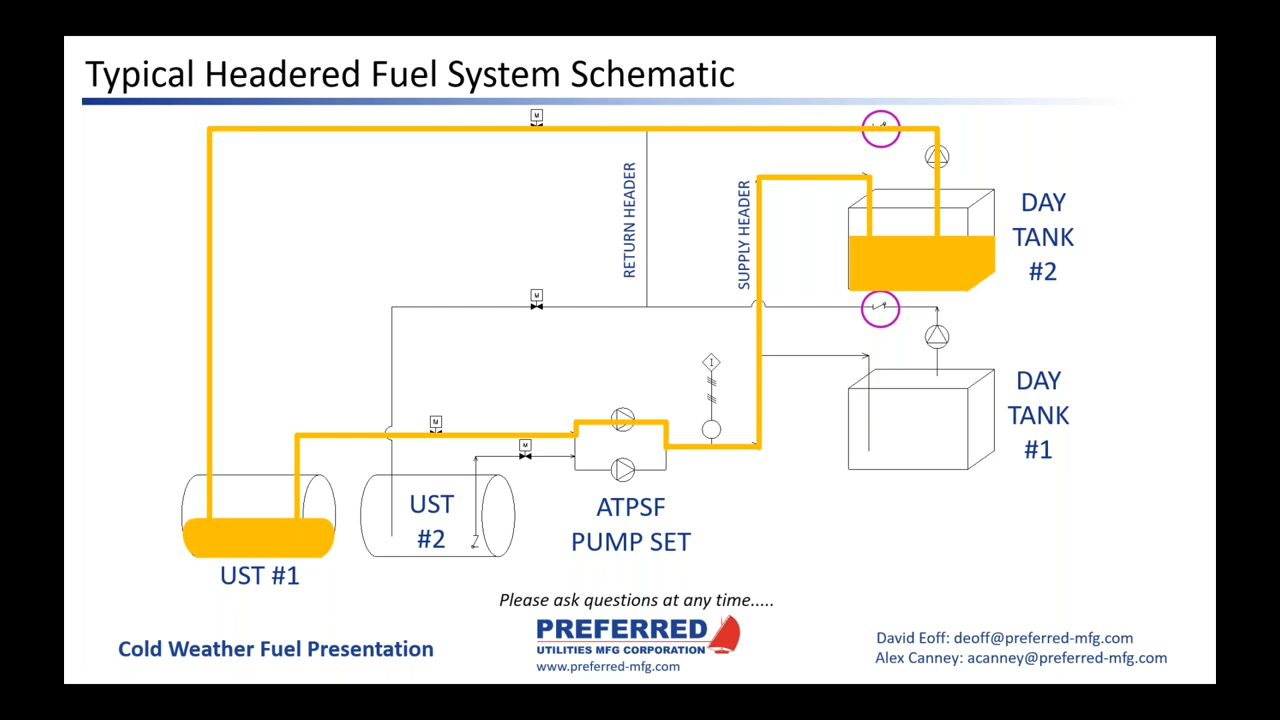 Typical Headered Fuel System Schematic
M
RETURN HEADER
SUPPLY HEADER
DAY
TANK
#2
M
I
DAY
TANK
#1
M
M
UST
#2
ATPSF
PUMP SET
UST #1
Please ask questions at any time.....
Cold Weather Fuel Presentation
PREFERRED
UTILITIES MFG CORPORATION
www.preferred-mfg.com
David Eoff: deoff@preferred-mfg.com
Alex Canney: acanney@preferred-mfg.com